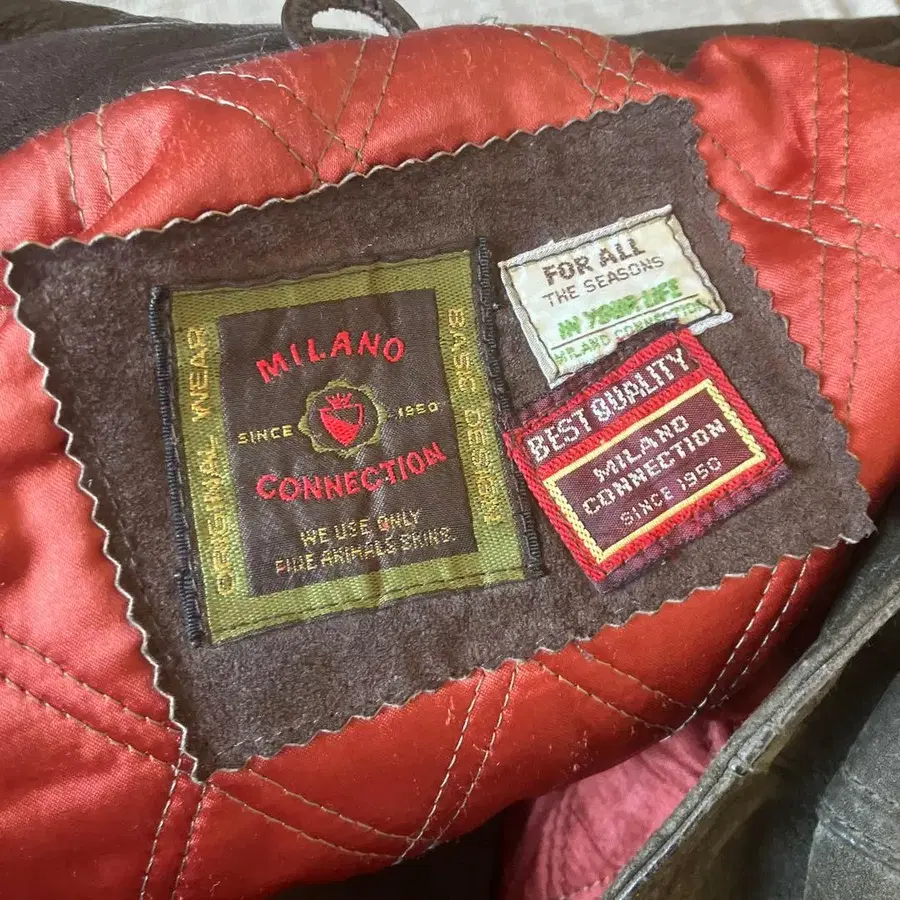 ORIGINAL WEAR
MILANO
SINCE 1950
CONNECTION
WE USE ONLY
FINE ANIMALS SKINS.
BASIC DESIGN
FOR ALL
THE SEASONS
IN YOUR LIFE
MILANO CONNECTION
BEST QUALITY
MILANO
CONNECTION
SINCE 1950